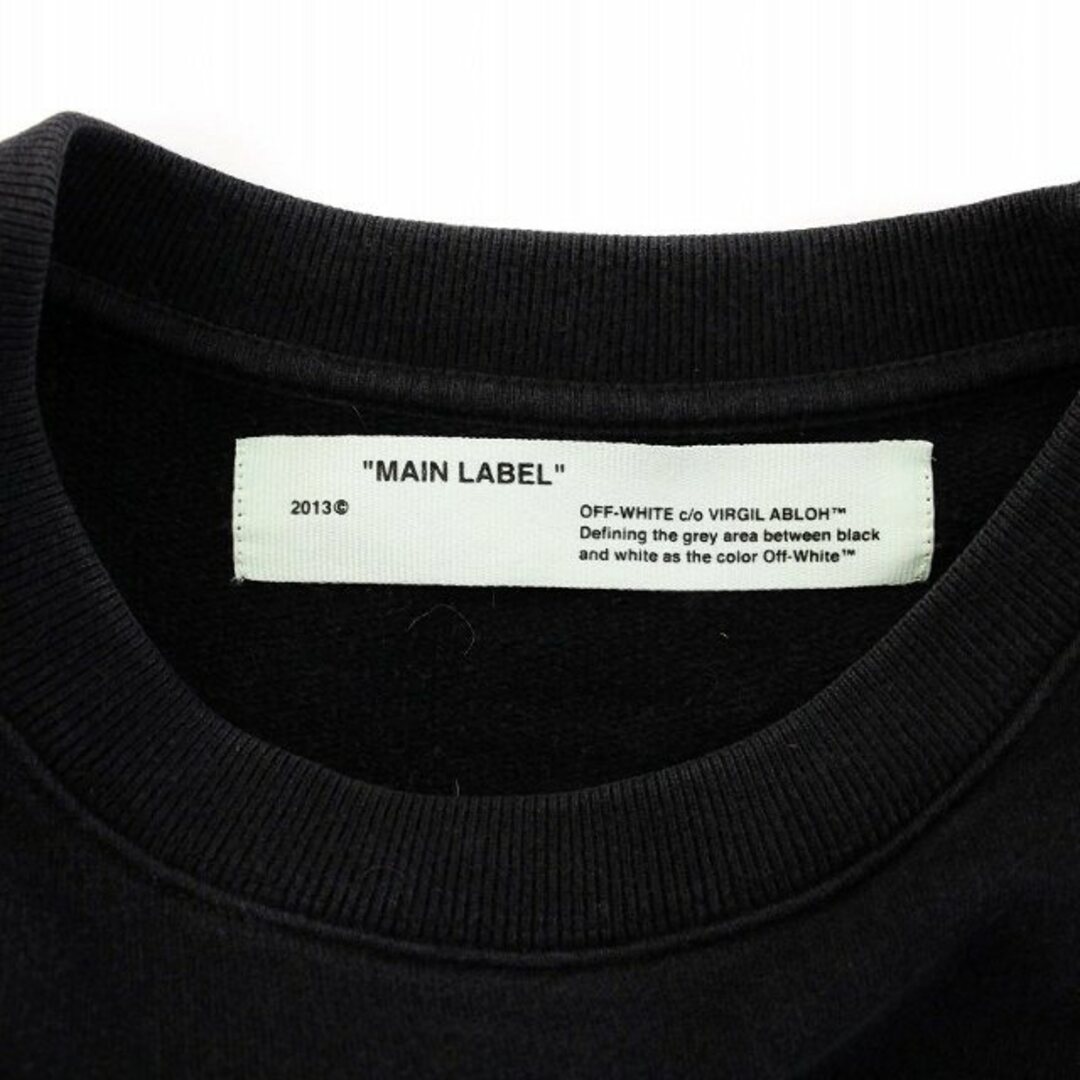 "MAIN LABEL"
2013©
OFF-WHITE c/o VIRGIL ABLOH™
Defining the grey area between black
and white as the color Off-White™